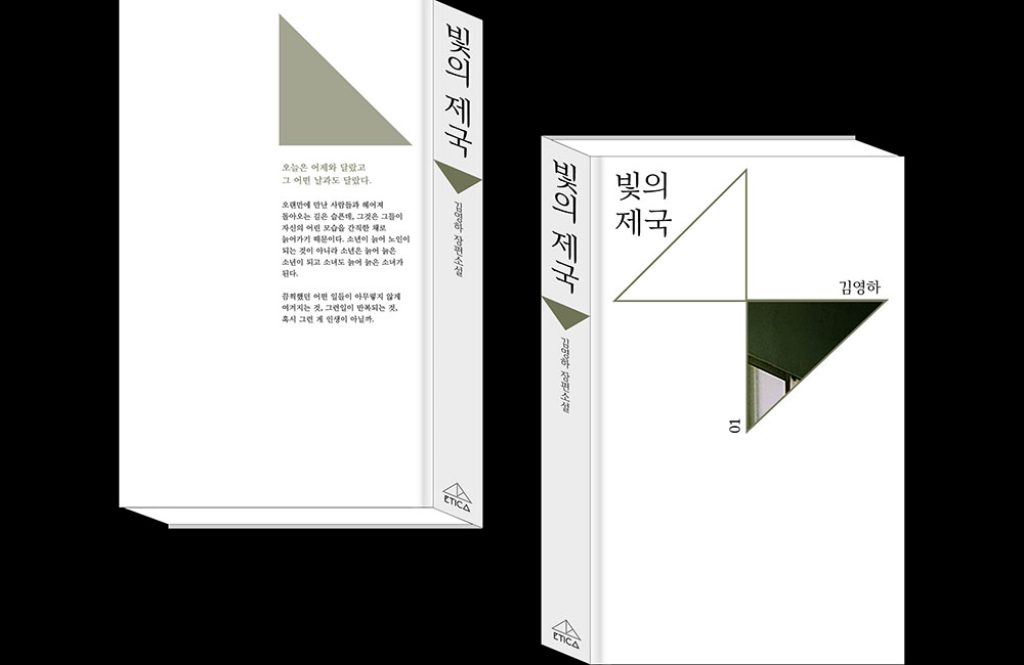 오늘은 어제와 달랐고
그 어떤 날과도 달랐다.
오랜만에 만난 사람들과 헤어져
돌아오는 길은 슬픈데, 그것은 그들이
자신의 어린 모습을 간직한 채로
늙어가기 때문이다. 소년이 늙어 노인이
되는 것이 아니라 소년은 늙어 늙은
소년이 되고 소녀도 늙어 늙은 소녀가
된다.
끔찍했던 어떤 일들이 아무렇지 않게
여겨지는 것, 그런일이 반복되는 것,
혹시 그런 게 인생이 아닐까.
빛의 제국
김영하 장편소설
ETICA
빛의 제국
김영하 장편소설
ETICA
빛의
제국
김영하
01